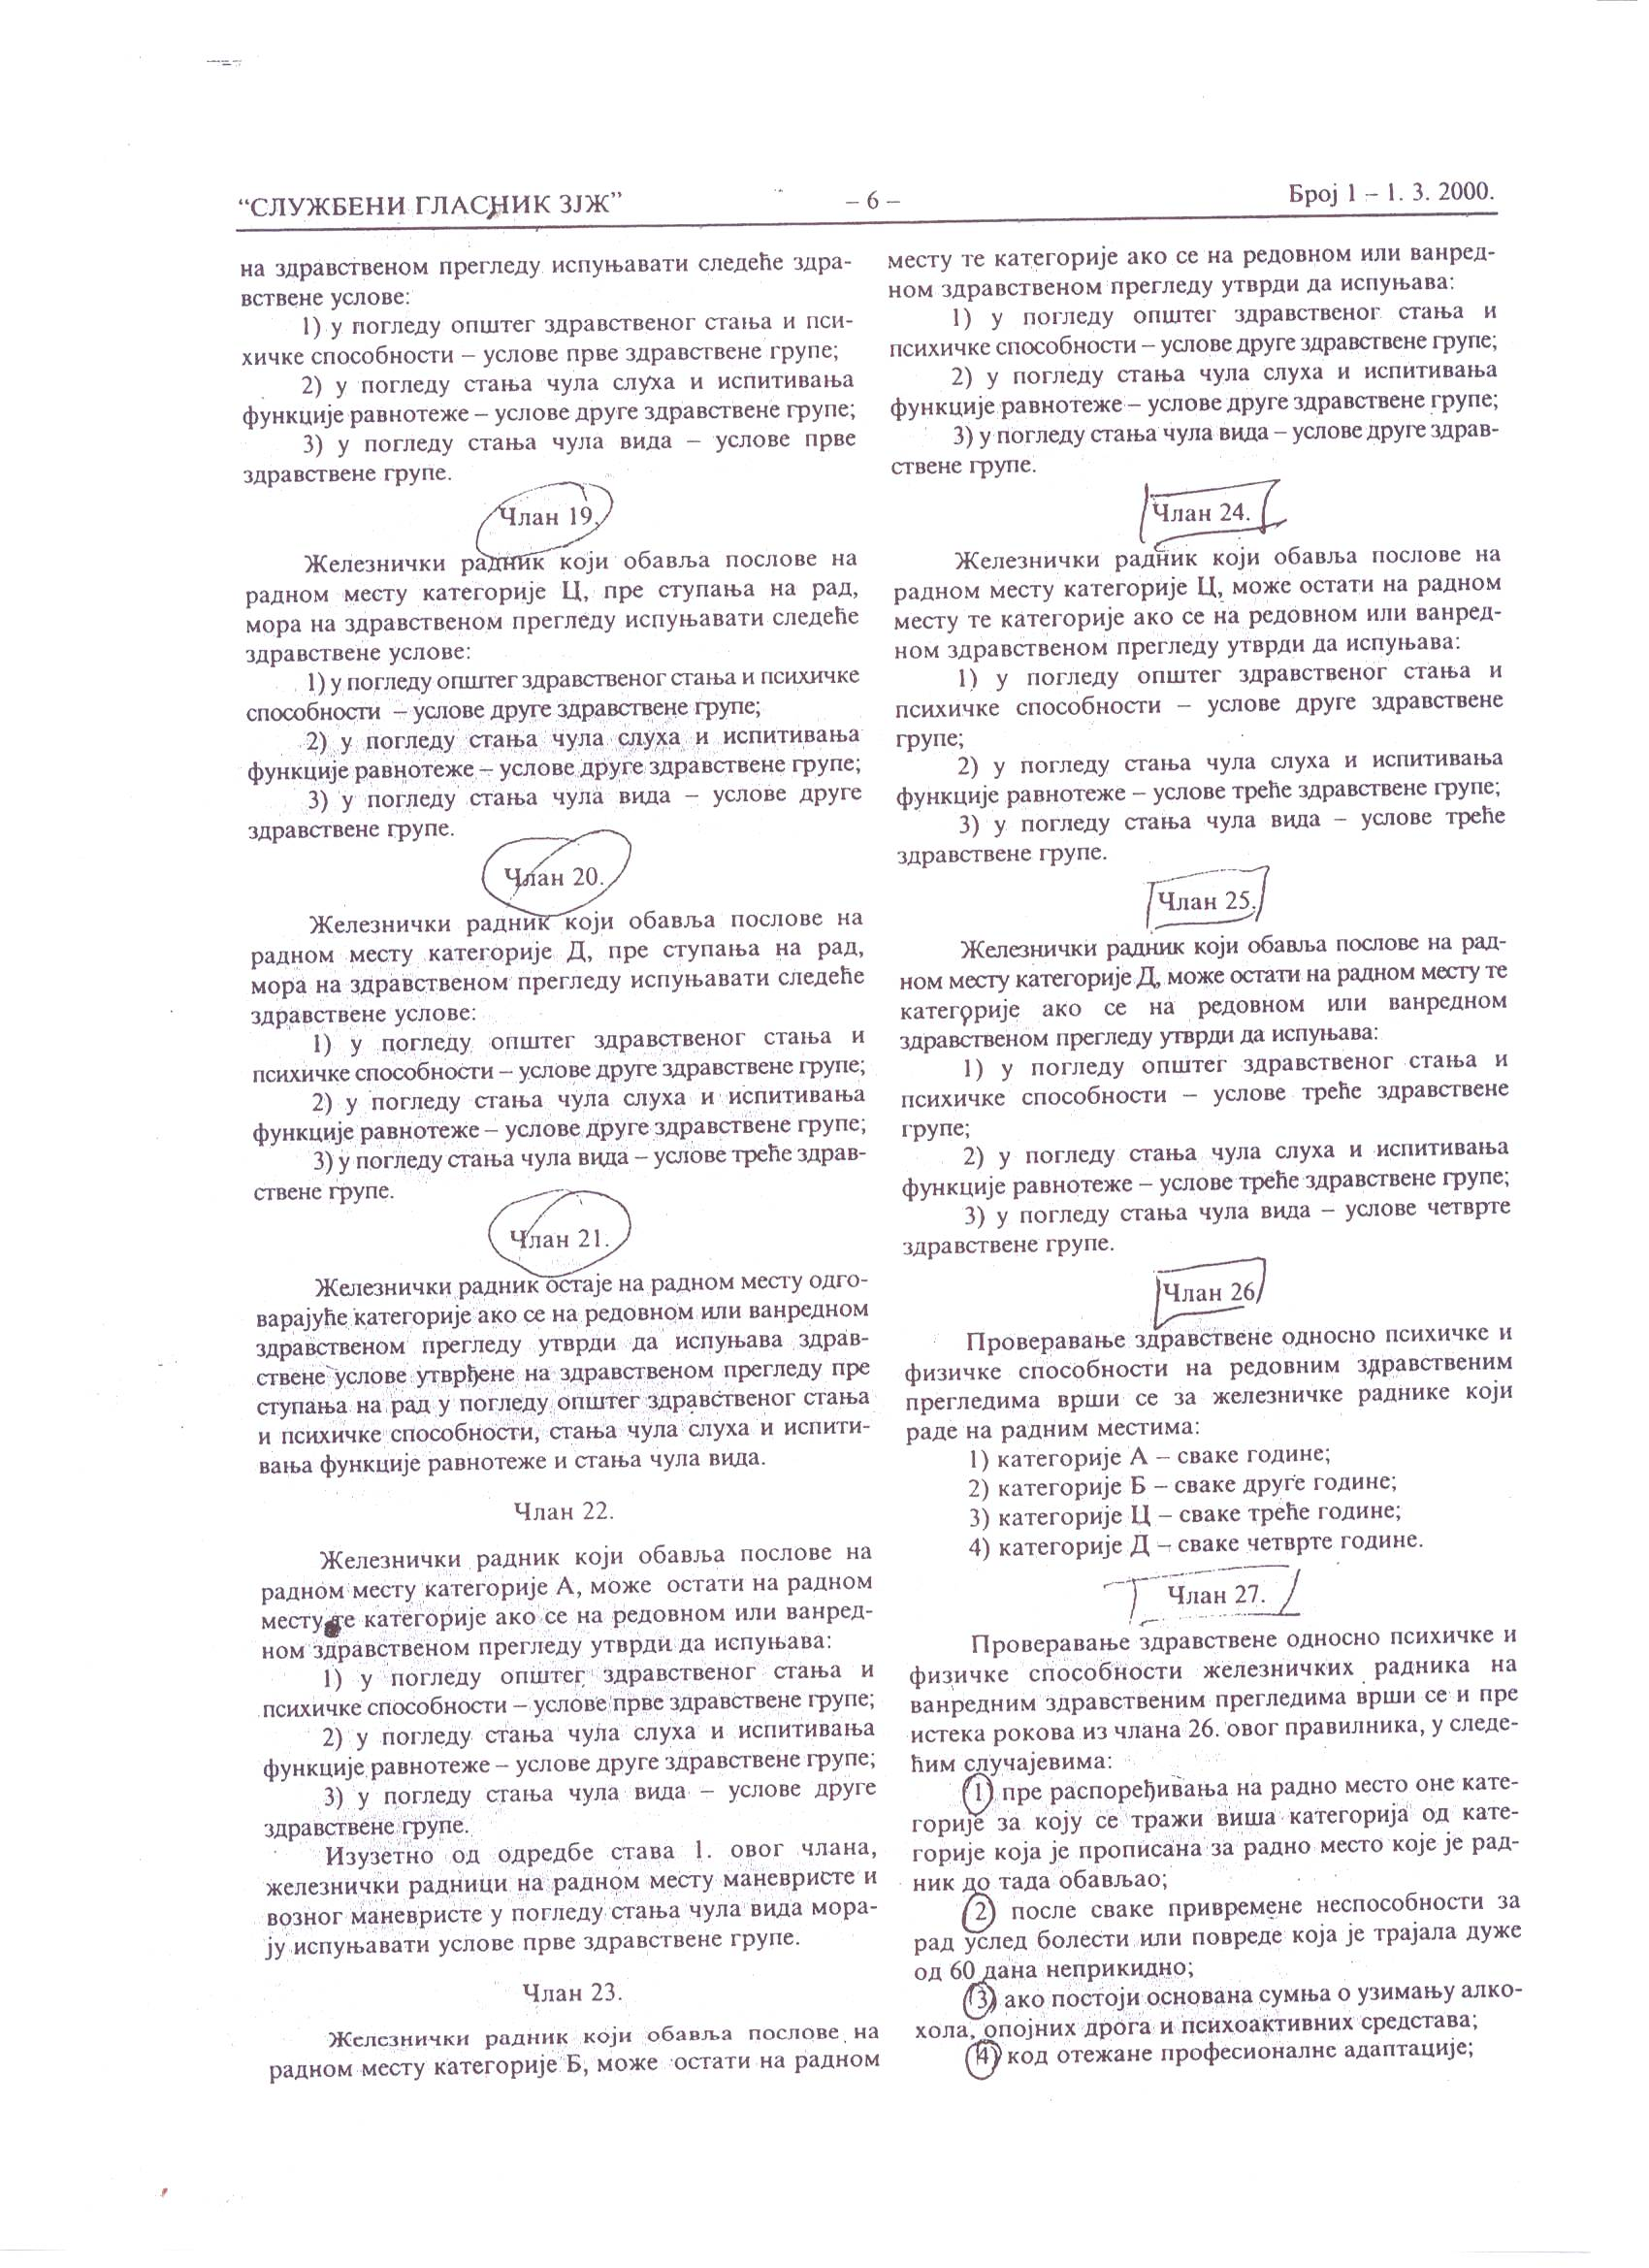 “СЛУЖБЕНИ ГЛАСНИК ЗЈЖ” – 6 – Број 1 – 1. 3. 2000.
на здравственом прегледу испуњавати следеће здра-
вствене услове:
1) у погледу општег здравственог стања и пси-
хичке способности – услове прве здравствене групе;
2) у погледу стања чула слуха и испитивања
функције равнотеже – услове друге здравствене групе;
3) у погледу стања чула вида – услове прве
здравствене групе.
Члан 19.
Железнички радник који обавља послове на
радном месту категорије Ц, пре ступања на рад,
мора на здравственом прегледу испуњавати следеће
здравствене услове:
1) у погледу општег здравственог стања и психичке
способности – услове друге здравствене групе;
2) у погледу стања чула слуха и испитивања
функције равнотеже – услове друге здравствене групе;
3) у погледу стања чула вида – услове друге
здравствене групе.
Члан 20.
Железнички радник који обавља послове на
радном месту категорије Д, пре ступања на рад,
мора на здравственом прегледу испуњавати следеће
здравствене услове:
1) у погледу општег здравственог стања и
психичке способности – услове друге здравствене групе;
2) у погледу стања чула слуха и испитивања
функције равнотеже – услове друге здравствене групе;
3) у погледу стања чула вида – услове треће здрав-
ствене групе.
Члан 21.
Железнички радник остаје на радном месту одго-
варајуће категорије ако се на редовном или ванредном
здравственом прегледу утврди да испуњава здрав-
ствене услове утврђене на здравственом прегледу пре
ступања на рад у погледу општег здравственог стања
и психичке способности, стања чула слуха и испити-
вања функције равнотеже и стања чула вида.
Члан 22.
Железнички радник који обавља послове на
радном месту категорије А, може остати на радном
месту те категорије ако се на редовном или ванред-
ном здравственом прегледу утврди да испуњава:
1) у погледу општег здравственог стања и
психичке способности – услове прве здравствене групе;
2) у погледу стања чула слуха и испитивања
функције равнотеже – услове друге здравствене групе;
3) у погледу стања чула вида – услове друге
здравствене групе.
Изузетно од одредбе става 1. овог члана,
железнички радници на радном месту маневристе и
возног маневристе у погледу стања чула вида мора-
ју испуњавати услове прве здравствене групе.
Члан 23.
Железнички радник који обавља послове на
радном месту категорије Б, може остати на радном
месту те категорије ако се на редовном или ванред-
ном здравственом прегледу утврди да испуњава:
1) у погледу општег здравственог стања и
психичке способности – услове друге здравствене групе;
2) у погледу стања чула слуха и испитивања
функције равнотеже – услове друге здравствене групе;
3) у погледу стања чула вида – услове друге здрав-
ствене групе.
Члан 24.
Железнички радник који обавља послове на
радном месту категорије Ц, може остати на радном
месту те категорије ако се на редовном или ванред-
ном здравственом прегледу утврди да испуњава:
1) у погледу општег здравственог стања и
психичке способности – услове друге здравствене
групе;
2) у погледу стања чула слуха и испитивања
функције равнотеже – услове треће здравствене групе;
3) у погледу стања чула вида – услове треће
здравствене групе.
Члан 25.
Железнички радник који обавља послове на рад-
ном месту категорије Д, може остати на радном месту те
категорије ако се на редовном или ванредном
здравственом прегледу утврди да испуњава:
1) у погледу општег здравственог стања и
психичке способности – услове треће здравствене
групе;
2) у погледу стања чула слуха и испитивања
функције равнотеже – услове треће здравствене групе;
3) у погледу стања чула вида – услове четврте
здравствене групе.
Члан 26
Проверавање здравствене односно психичке и
физичке способности на редовним здравственим
прегледима врши се за железничке раднике који
раде на радним местима:
1) категорије А – сваке године;
2) категорије Б – сваке друге године;
3) категорије Ц – сваке треће године;
4) категорије Д – сваке четврте године.
Члан 27.
Проверавање здравствене односно психичке и
физичке способности железничких радника на
ванредним здравственим прегледима врши се и пре
истека рокова из члана 26. овог правилника, у следе-
ћим случајевима:
1) пре распоређивања на радно место оне кате-
горије за коју се тражи виша категорија од кате-
горије која је прописана за радно место које је рад-
ник до тада обављао;
2) после сваке привремене неспособности за
рад услед болести или повреде која је трајала дуже
од 60 дана неприкидно;
3) ако постоји основана сумња о узимању алко-
хола, опојних дрога и психоактивних средстава;
4) код отежане професионалне адаптације;